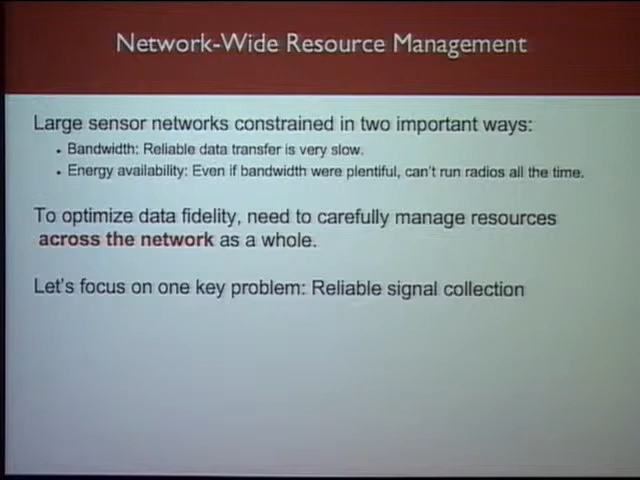 Network-Wide Resource Management
Large sensor networks constrained in two important ways:
• Bandwidth: Reliable data transfer is very slow.
• Energy availability: Even if bandwidth were plentiful, can't run radios all the time.
To optimize data fidelity, need to carefully manage resources
across the network as a whole.
Let's focus on one key problem: Reliable signal collection